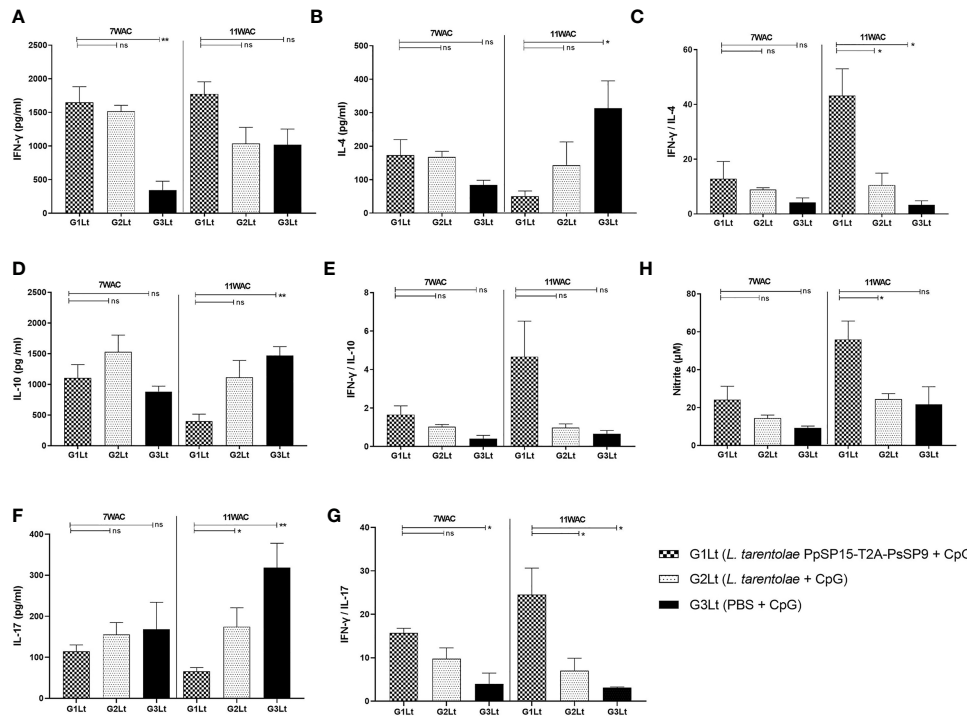 A
7WAC
11WAC
**
ns
ns
ns
IFN-γ (pg/ml)
2500
2000
1500
1000
500
0
G1Lt G2Lt G3Lt G1Lt G2Lt G3Lt
B
7WAC
11WAC
ns
ns
*
ns
IL-4 (pg/ml)
500
400
300
200
100
0
G1Lt G2Lt G3Lt G1Lt G2Lt G3Lt
C
7WAC
11WAC
ns
ns
*
*
IFN-γ / IL-4
60
40
20
0
G1Lt G2Lt G3Lt G1Lt G2Lt G3Lt
D
7WAC
11WAC
ns
ns
**
ns
IL-10 (pg /ml)
2500
2000
1500
1000
500
0
G1Lt G2Lt G3Lt G1Lt G2Lt G3Lt
E
7WAC
11WAC
ns
ns
ns
ns
IFN-γ / IL-10
8
6
4
2
0
G1Lt G2Lt G3Lt G1Lt G2Lt G3Lt
H
7WAC
11WAC
ns
ns
ns
*
Nitrite (µM)
80
60
40
20
0
G1Lt G2Lt G3Lt G1Lt G2Lt G3Lt
F
7WAC
11WAC
ns
ns
**
*
IL-17 (pg/ml)
400
300
200
100
0
G1Lt G2Lt G3Lt G1Lt G2Lt G3Lt
G
7WAC
11WAC
*
ns
*
*
IFN-γ / IL-17
40
30
20
10
0
G1Lt G2Lt G3Lt G1Lt G2Lt G3Lt
G1Lt (L. tarentolae PpSP15-T2A-PsSP9 + CpG
G2Lt (L. tarentolae + CpG)
G3Lt (PBS + CpG)